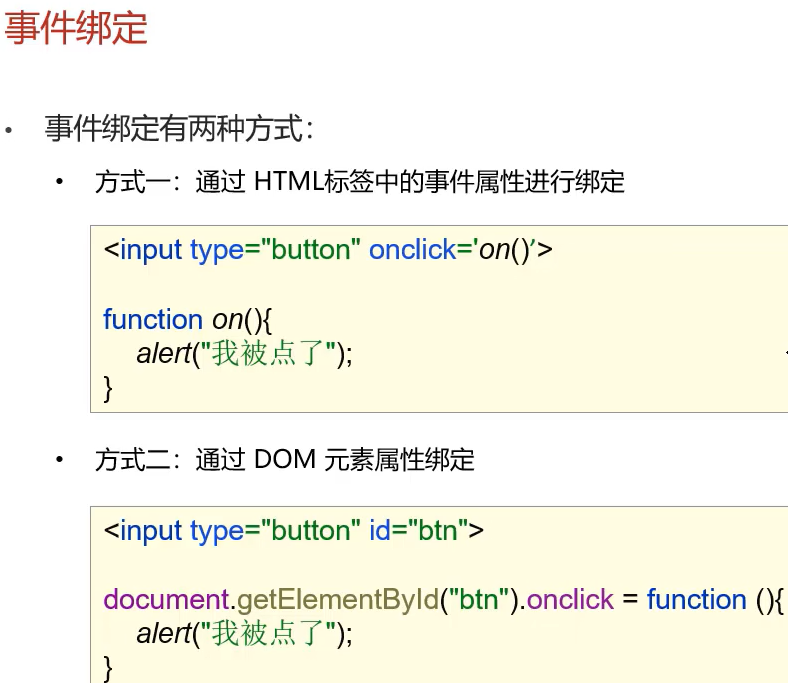 事件绑定
• 事件绑定有两种方式：
• 方式一：通过 HTML标签中的事件属性进行绑定
<input type="button" onclick='on()’>
function on(){
alert("我被点了");
}
• 方式二：通过 DOM 元素属性绑定
<input type="button" id="btn">
document.getElementById("btn").onclick = function (){
alert("我被点了");
}